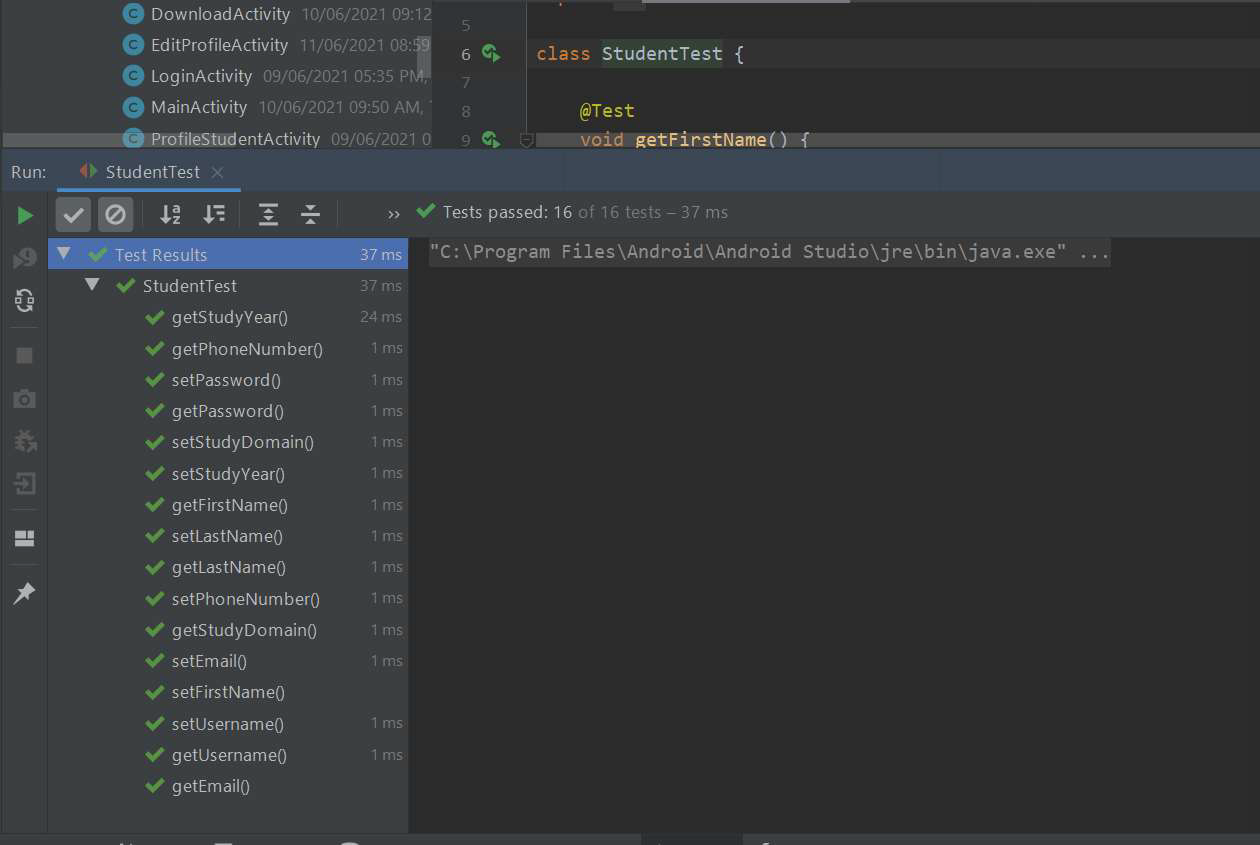 DownloadActivity 10/06/2021 09:12
5
EditProfileActivity 11/06/2021 08:59
6 class StudentTest {
LoginActivity 09/06/2021 05:35 PM,
7
MainActivity 10/06/2021 09:50 AM,
8 @Test
ProfileStudentActivity 09/06/2021 0
9 void getFirstName() {
Run: StudentTest
Tests passed: 16 of 16 tests – 37 ms
Test Results 37 ms
"C:\Program Files\Android\Android Studio\jre\bin\java.exe" ...
StudentTest 37 ms
getStudyYear() 24 ms
getPhoneNumber() 1 ms
setPassword() 1 ms
getPassword() 1 ms
setStudyDomain() 1 ms
setStudyYear() 1 ms
getFirstName() 1 ms
setLastName() 1 ms
getLastName() 1 ms
setPhoneNumber() 1 ms
getStudyDomain() 1 ms
setEmail() 1 ms
setFirstName()
setUsername() 1 ms
getUsername() 1 ms
getEmail()